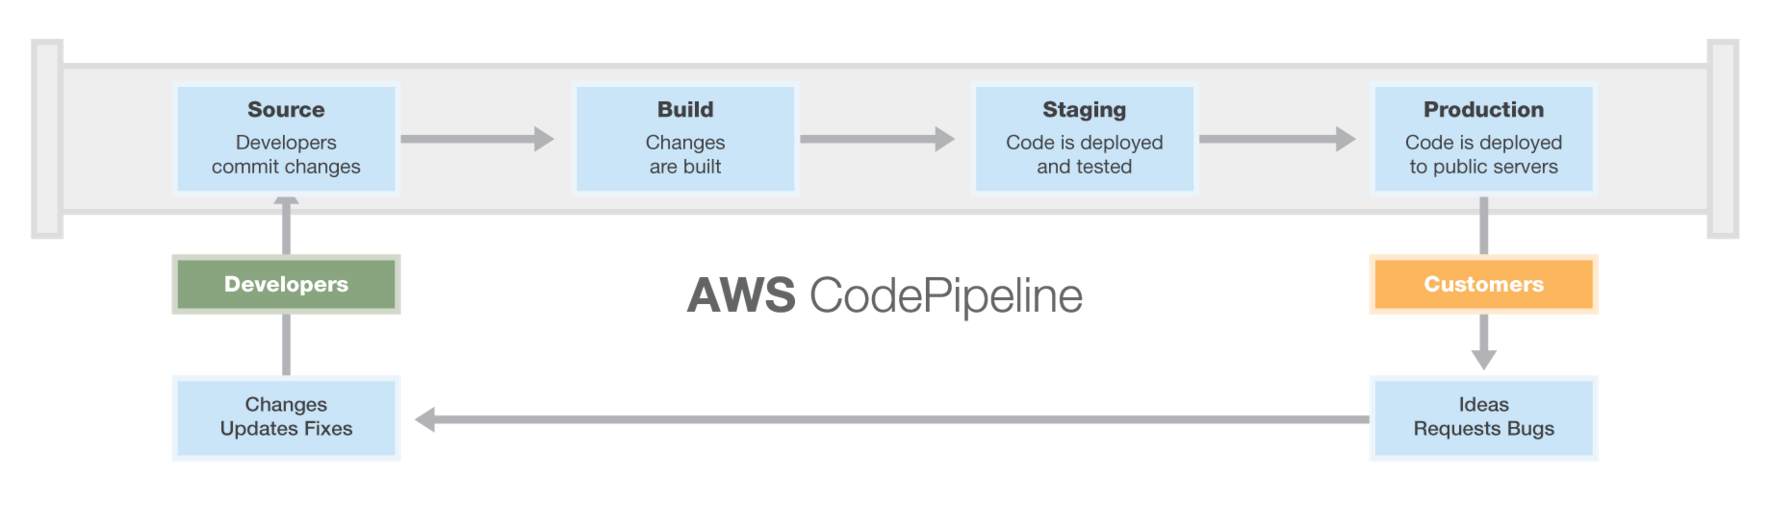 Source
Developers
commit changes
Build
Changes
are built
Staging
Code is deployed
and tested
Production
Code is deployed
to public servers
Developers
AWS CodePipeline
Customers
Changes
Updates Fixes
Ideas
Requests Bugs